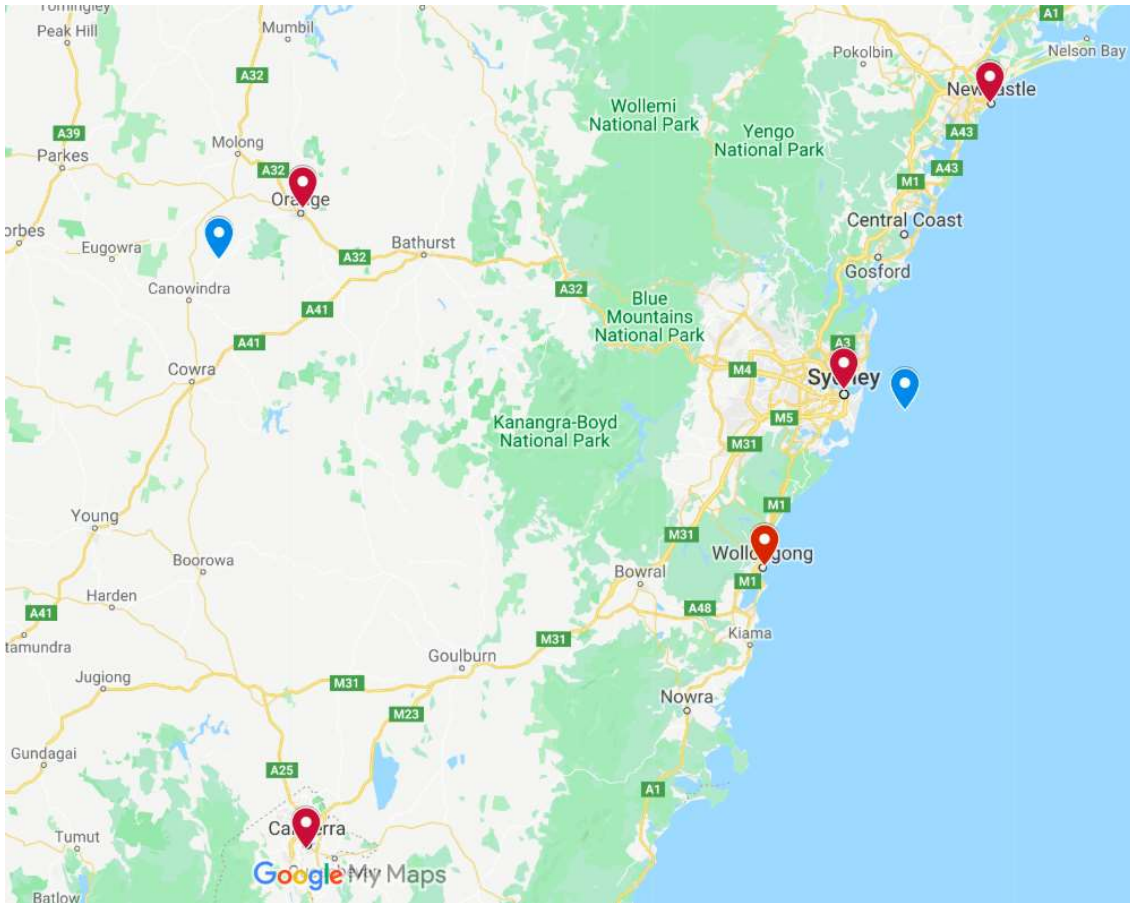 Tomingley
Peak Hill
Mumbil
A1
Nelson Bay
Pokolbin
A32
Newcastle
Wollemi
National Park
Yengo
National Park
A39
Parkes
Molong
A32
A43
A43
M1
Orange
Central Coast
orbes
Eugowra
Bathurst
A32
Gosford
A32
Canowindra
A41
Blue
Mountains
National Park
A41
A3
Cowra
M4
Sydney
M5
Kanangra-Boyd
National Park
M31
Young
M1
M31
Boorowa
Wollongong
Bowral
M1
Harden
A41
A48
M31
Kiama
tamundra
Goulburn
Jugiong
M31
M23
Nowra
Gundagai
A25
A1
Tumut
Canberra
Google My Maps
Batlow